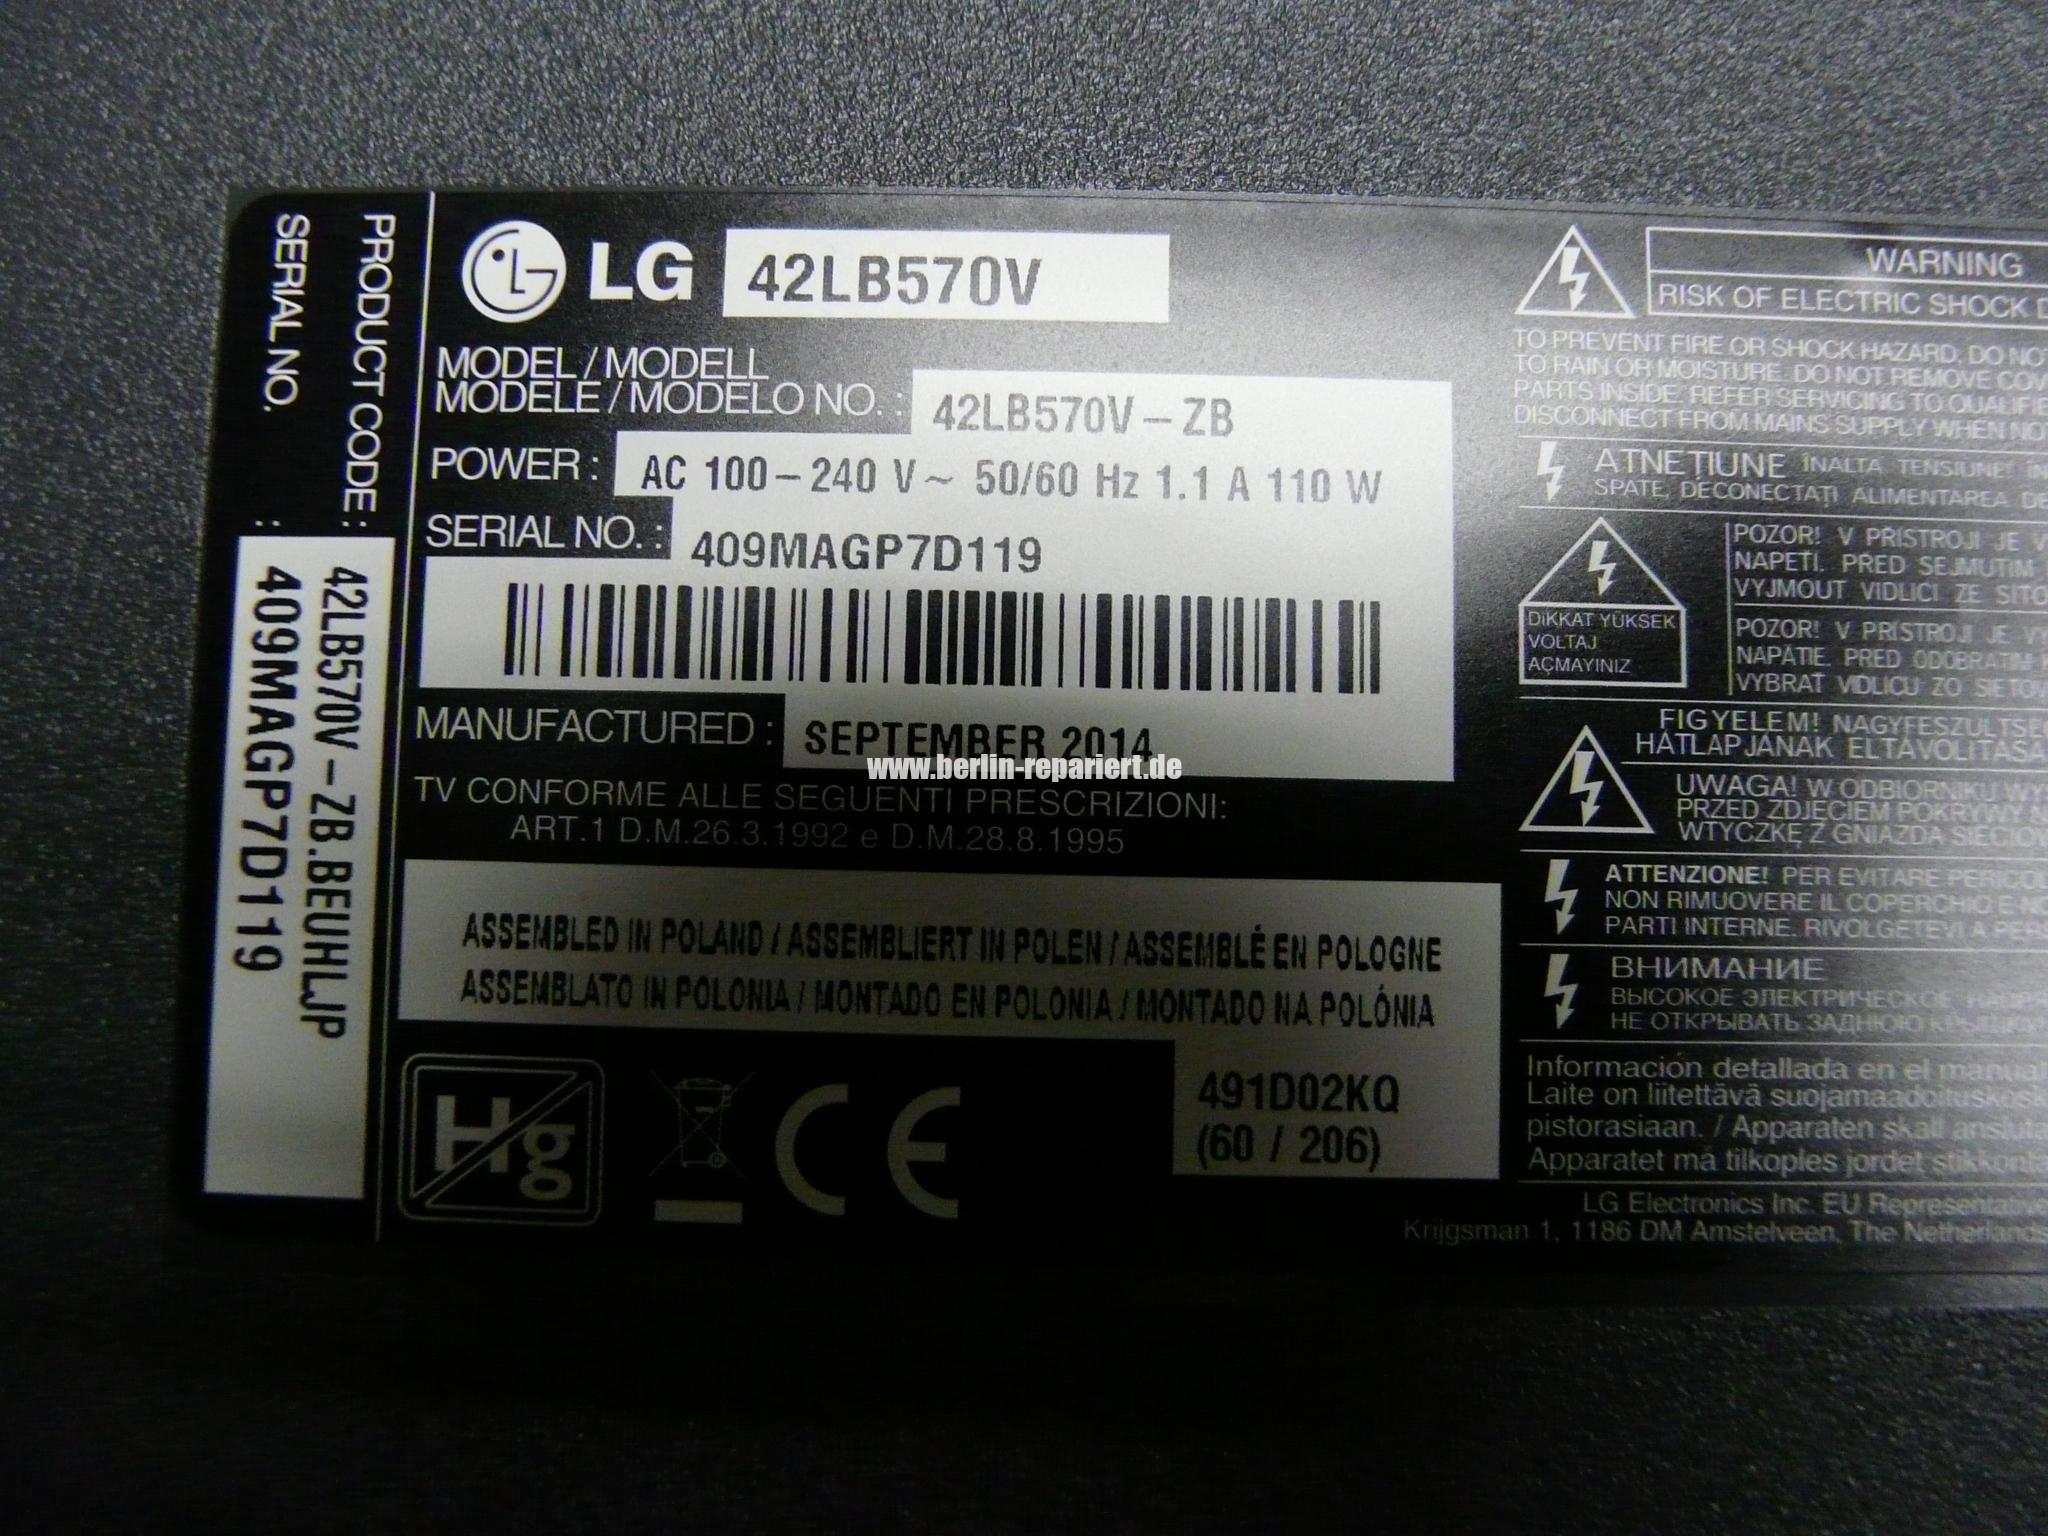 PRODUCT CODE : 42LB570V-ZB.BEUHLJP
SERIAL NO. : 409MAGP7D119
LG 42LB570V
MODEL / MODELL
MODELE / MODELO NO. : 42LB570V-ZB
POWER : AC 100-240 V~ 50/60 Hz 1.1 A 110 W
SERIAL NO. : 409MAGP7D119
MANUFACTURED : SEPTEMBER 2014
www.berlin-repariert.de
TV CONFORME ALLE SEGUENTI PRESCRIZIONI:
ART.1 D.M.26.3.1992 e D.M.28.8.1995
ASSEMBLED IN POLAND / ASSEMBLIERT IN POLEN / ASSEMBLÉ EN POLOGNE
ASSEMBLATO IN POLONIA / MONTADO EN POLONIA / MONTADO NA POLÓNIA
Hg
CE
491D02KQ
(60 / 206)
WARNING
RISK OF ELECTRIC SHOCK
TO PREVENT FIRE OR SHOCK HAZARD, DO NOT
TO RAIN OR MOISTURE. DO NOT REMOVE
PARTS INSIDE. REFER SERVICING TO
DISCONNECT FROM MAINS SUPPLY WHEN
ATNEȚIUNE ÎNALTA TENSIUNE!
SPATE, DECONECTAȚI ALIMENTAREA
DİKKAT YÜKSEK
VOLTAJ
AÇMAYINIZ
POZOR! V PŘISTROJI JE
NAPĚTI. PŘED SEJMUTIM
VYJMOUT VIDLICI ZE
POZOR! V PRISTROJI JE
NAPÄTIE. PRED
VYBRAT VIDLICU ZO
FIGYELEM!
HÁTLAPJÁNAK
UWAGA! W ODBIORNIKU
PRZED ZDJĘCIEM POKRYWY
WTYCZKĘ Z GNIAZDA
ATTENZIONE! PER EVITARE
NON RIMUOVERE IL COPERCHIO E
PARTI INTERNE. RIVOLGETEVI A
ВНИМАНИЕ
ВЫСОКОЕ ЭЛЕКТРИЧЕСКОЕ
НЕ ОТКРЫВАТЬ ЗАДНЮЮ
Información detallada en el manual
Laite on liitettävä
pistorasiaan. / Apparaten skall
Apparatet må tilkoples jordet
LG Electronics Inc. EU Representative
Krijgsman 1, 1186 DM Amstelveen, The Netherlands